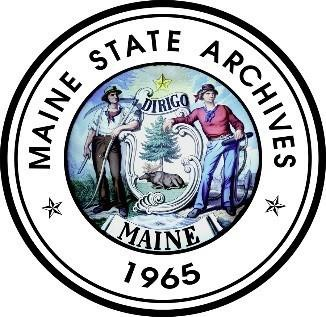 MAINE STATE ARCHIVES
DIRIGO
MAINE
1965